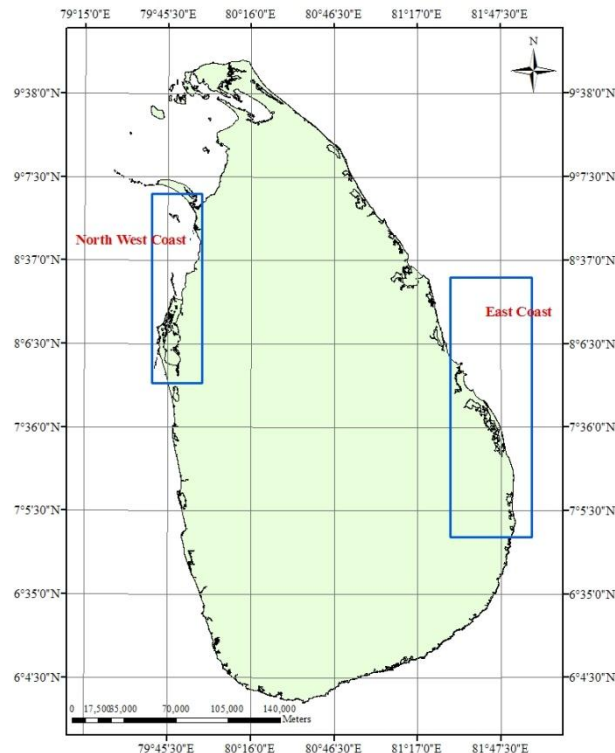 79°15'0"E 79°45'30"E 80°16'0"E 80°46'30"E 81°17'0"E 81°47'30"E
N
9°38'0"N 9°38'0"N
9°7'30"N 9°7'30"N
North West Coast
8°37'0"N 8°37'0"N
East Coast
8°6'30"N 8°6'30"N
7°36'0"N 7°36'0"N
7°5'30"N 7°5'30"N
6°35'0"N 6°35'0"N
6°4'30"N 6°4'30"N
0 17,500 35,000 70,000 105,000 140,000
Meters
79°45'30"E 80°16'0"E 80°46'30"E 81°17'0"E 81°47'30"E